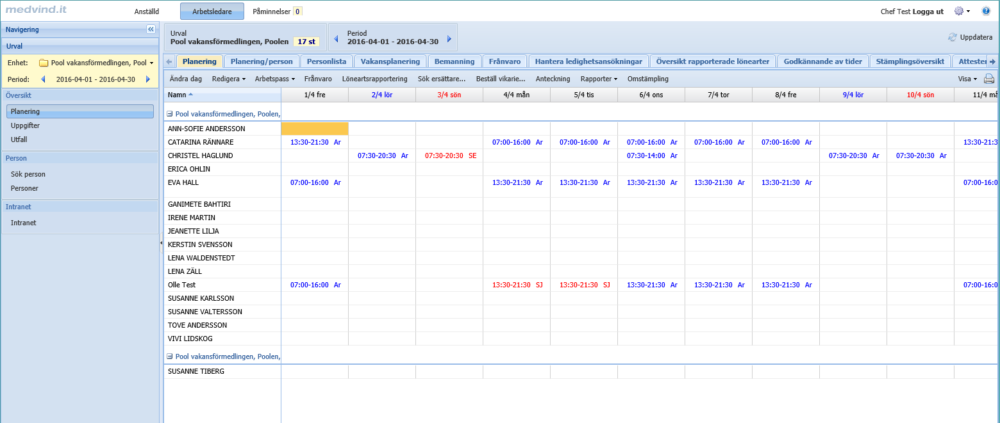 medvind.it Anställd Arbetsledare Påminnelser 0 Chef Test Logga ut
Navigering
Urval
Enhet: Pool vakansförmedlingen, Pool
Period: 2016-04-01 - 2016-04-30
Översikt
Planering
Uppgifter
Utfall
Person
Sök person
Personer
Intranet
Intranet
Urval
Pool vakansförmedlingen, Poolen 17 st
Period
2016-04-01 - 2016-04-30
Uppdatera
Planering Planering/person Personlista Vakansplanering Bemanning Frånvaro Hantera ledighetsansökningar Översikt rapporterade lönearter Godkännande av tider Stämplingsöversikt Attester
Ändra dag Redigera Arbetspass Frånvaro Löneartsrapportering Sök ersättare... Beställ vikarie... Anteckning Rapporter Omstämpling Visa
Namn 1/4 fre 2/4 lör 3/4 sön 4/4 mån 5/4 tis 6/4 ons 7/4 tor 8/4 fre 9/4 lör 10/4 sön 11/4 må
Pool vakansförmedlingen, Poolen,
ANN-SOFIE ANDERSSON
CATARINA RÄNNARE 13:30-21:30 Ar 07:00-16:00 Ar 07:00-16:00 Ar 07:00-16:00 Ar 07:00-16:00 Ar 07:00-16:00 Ar 13:30-21:3
CHRISTEL HAGLUND 07:30-20:30 Ar 07:30-20:30 SE 07:30-14:00 Ar 07:30-20:30 Ar 07:30-20:30 Ar
ERICA OHLIN
EVA HALL 07:00-16:00 Ar 13:30-21:30 Ar 13:30-21:30 Ar 13:30-21:30 Ar 13:30-21:30 Ar 13:30-21:30 Ar 07:00-16:0
GANIMETE BAHTIRI
IRENE MARTIN
JEANETTE LILJA
KERSTIN SVENSSON
LENA WALDENSTEDT
LENA ZÄLL
Olle Test 07:00-16:00 Ar 13:30-21:30 SJ 13:30-21:30 SJ 13:30-21:30 Ar 13:30-21:30 Ar 13:30-21:30 Ar 07:00-16:0
SUSANNE KARLSSON
SUSANNE VALTERSSON
TOVE ANDERSSON
VIVI LIDSKOG
Pool vakansförmedlingen, Poolen,
SUSANNE TIBERG